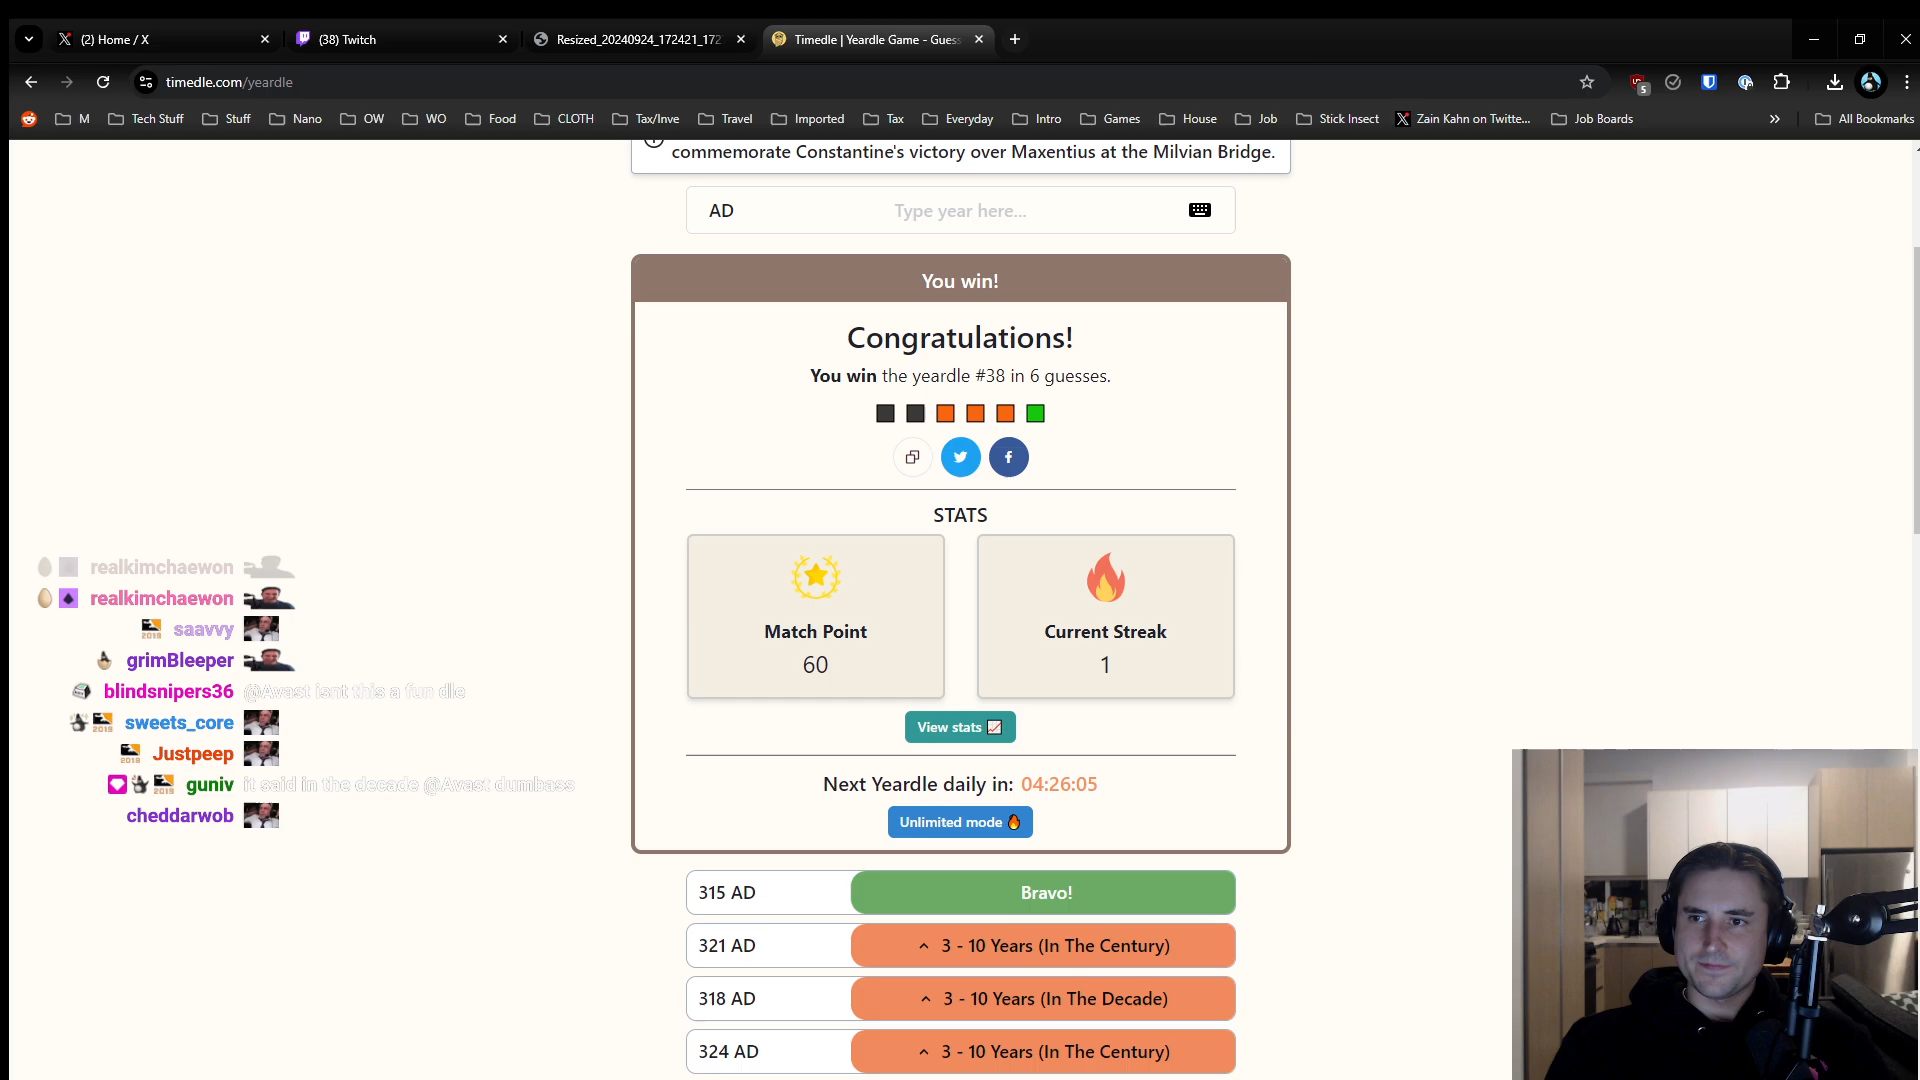 (2) Home / X
(38) Twitch
Resized_20240924_172421_172
Timedle | Yeardle Game - Guess
timedle.com/yeardle
5
M
Tech Stuff
Stuff
Nano
OW
WO
Food
CLOTH
Tax/Inve
Travel
Imported
Tax
Everyday
Intro
Games
House
Job
Stick Insect
Zain Kahn on Twitte...
Job Boards
»
All Bookmarks
commemorate Constantine's victory over Maxentius at the Milvian Bridge.
AD
Type year here...
You win!
Congratulations!
You win the yeardle #38 in 6 guesses.
STATS
Match Point
60
Current Streak
1
View stats
Next Yeardle daily in: 04:26:05
Unlimited mode
315 AD
Bravo!
321 AD
3 - 10 Years (In The Century)
318 AD
3 - 10 Years (In The Decade)
324 AD
3 - 10 Years (In The Century)
realkimchaewon
realkimchaewon
2019 saavvy
grimBleeper
blindsnipers36 @Avast isnt this a fun dle
2019 sweets_core
2019 Justpeep
2019 guniv it said in the decade @Avast dumbass
cheddarwob